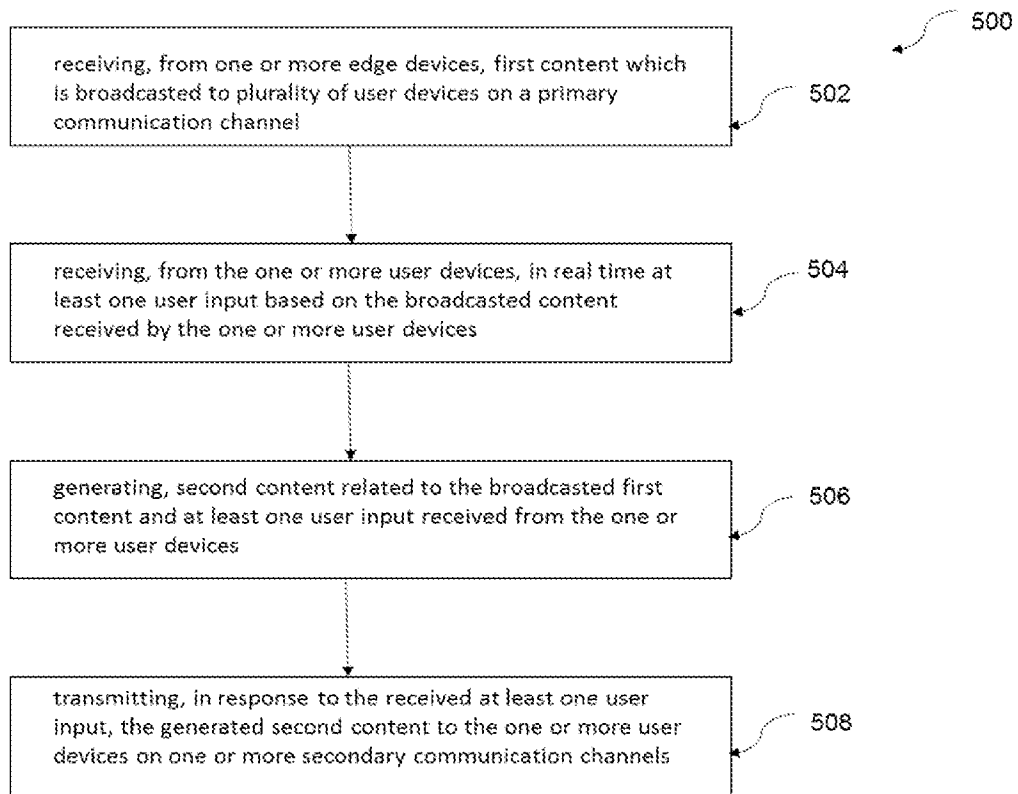 500
receiving, from one or more edge devices, first content which
is broadcasted to plurality of user devices on a primary
communication channel
502
receiving, from the one or more user devices, in real time at
least one user input based on the broadcasted content
received by the one or more user devices
504
generating, second content related to the broadcasted first
content and at least one user input received from the one or
more user devices
506
transmitting, in response to the received at least one user
input, the generated second content to the one or more user
devices on one or more secondary communication channels
508